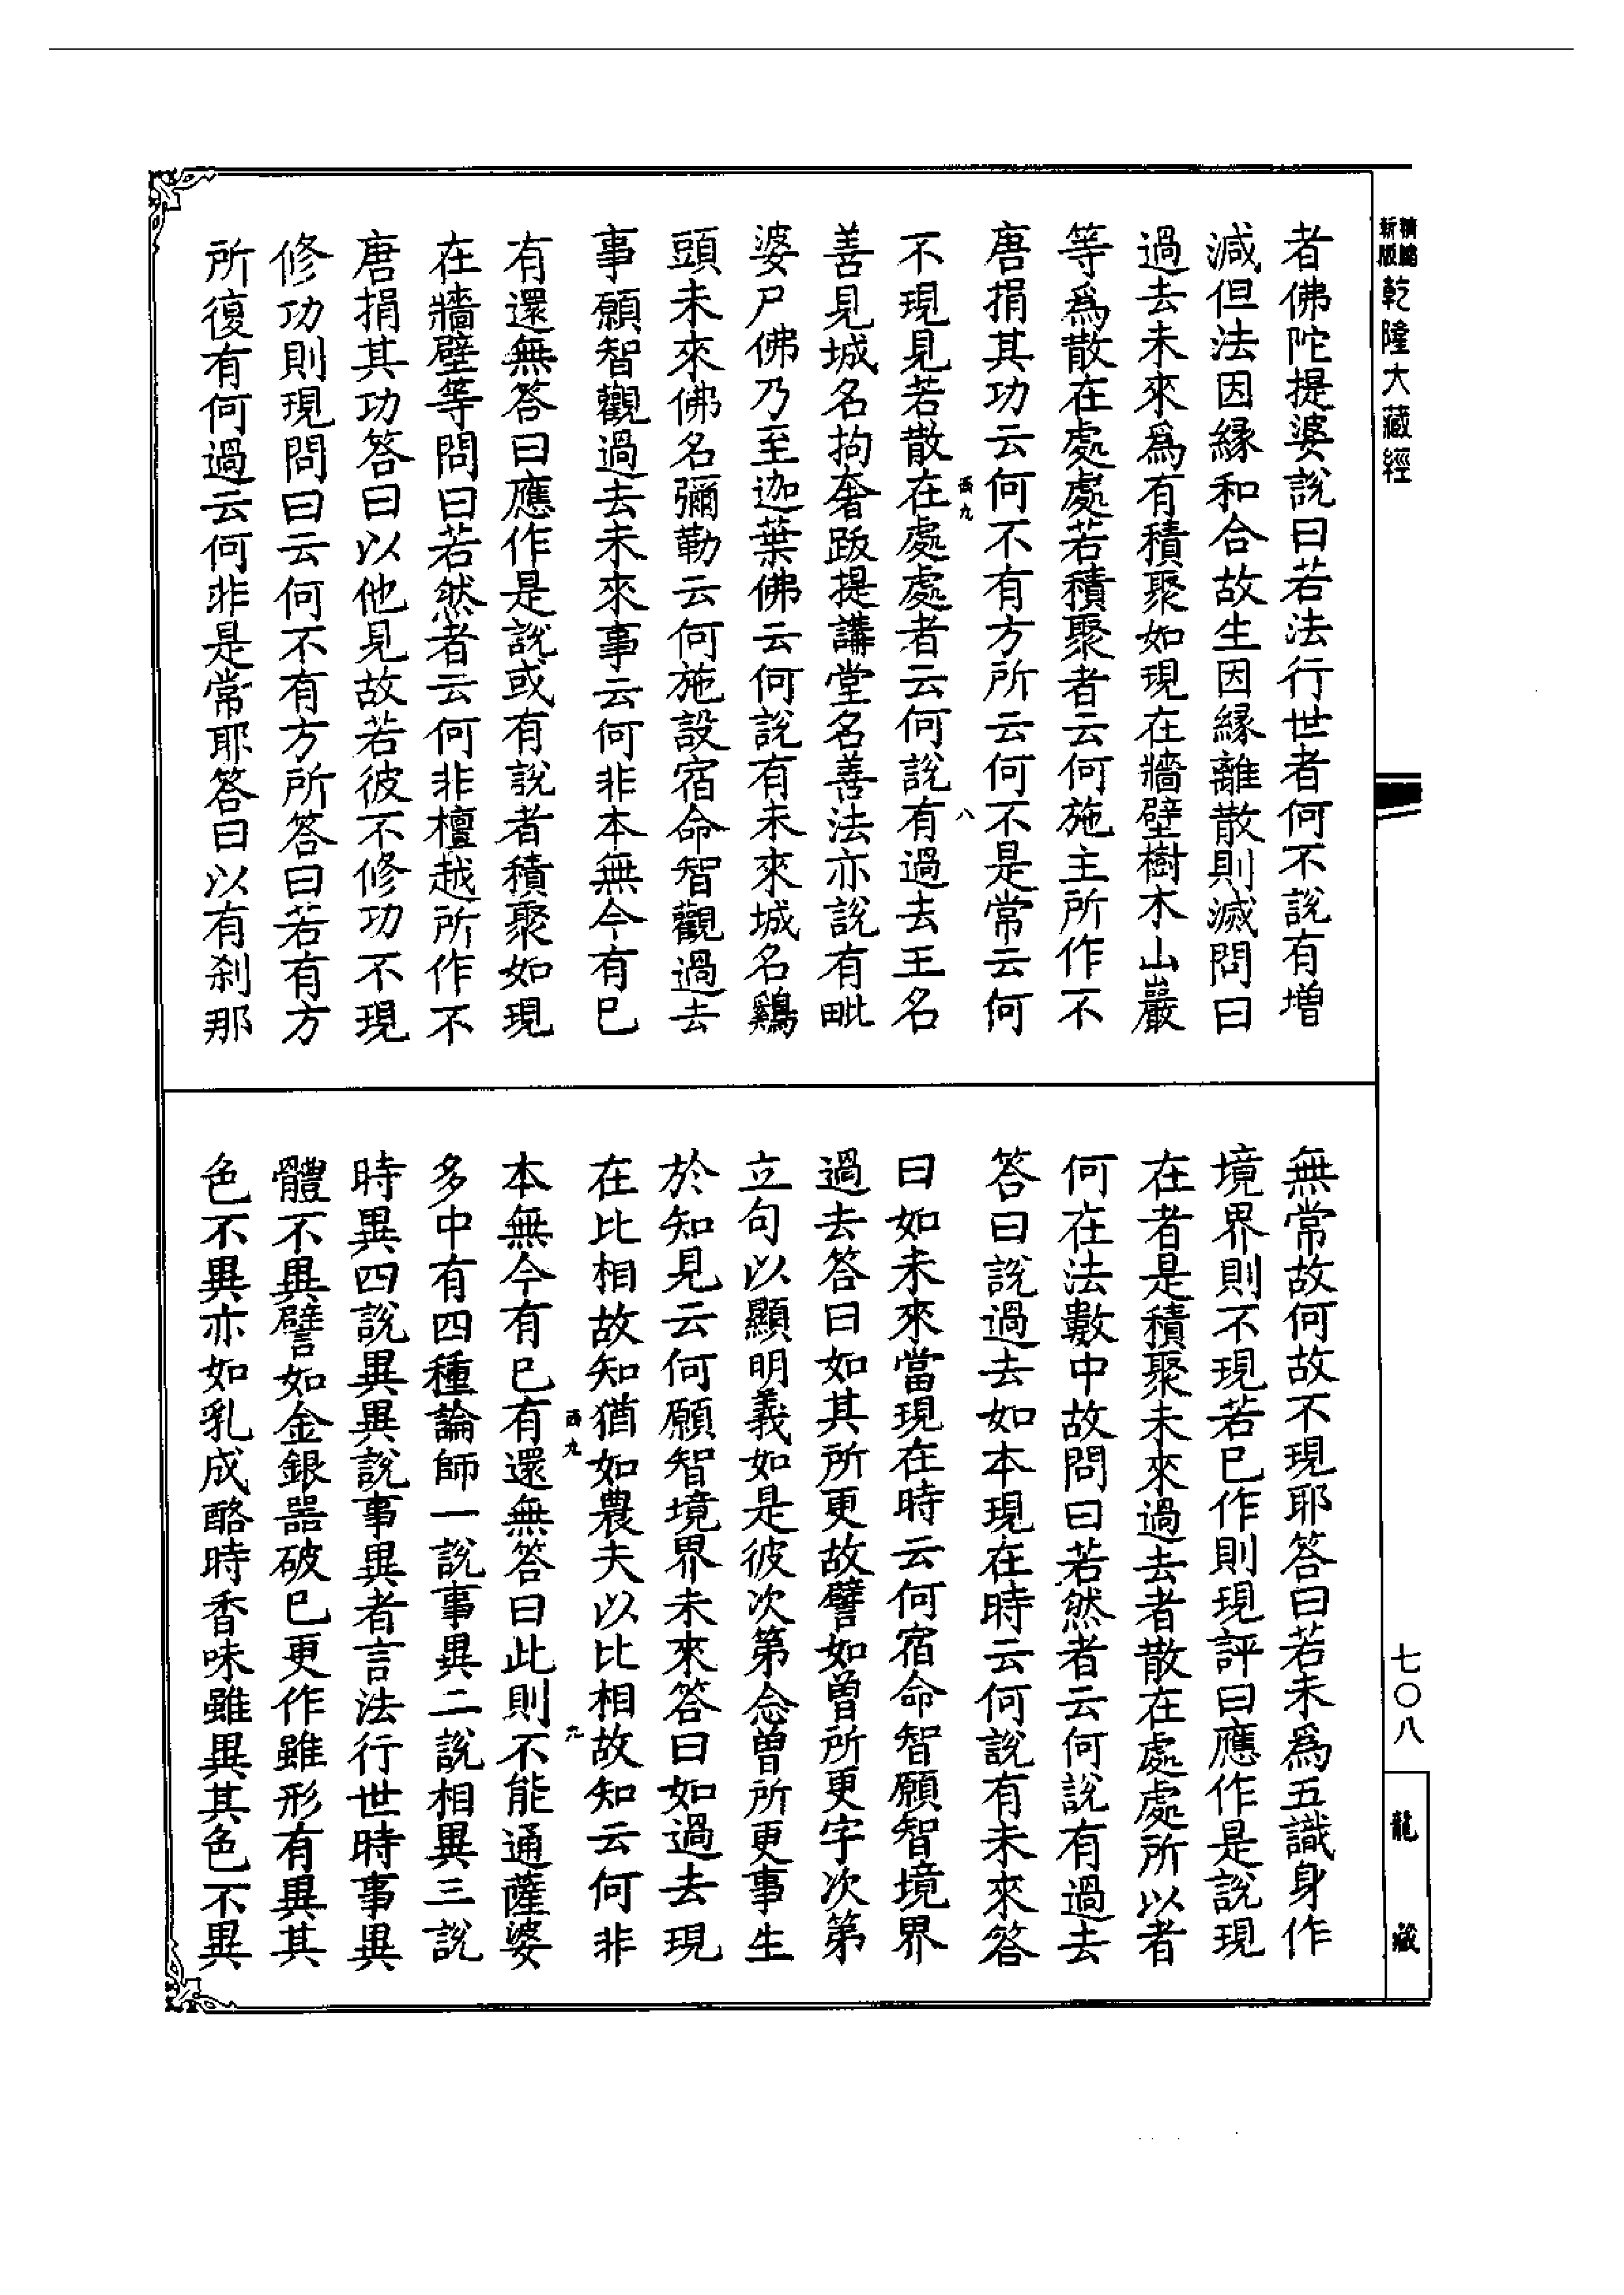 新版精編乾隆大藏經
者佛陀提婆說曰若法行世者何不說有增
減但法因緣和合故生因緣離散則滅問曰
過去未來爲有積聚如現在牆壁樹木山巖
等爲散在處處若積聚者云何施主所作不
唐捐其功云何不有方所云何不是常云何
不現見若散在處處者云何說有過去王名
西九 八
善見城名拘奢跋提講堂名善法亦說有毗
婆尸佛乃至迦葉佛云何說有未來城名鷄
頭未來佛名彌勒云何施設宿命智觀過去
事願智觀過去未來事云何非本無今有已
有還無答曰應作是說或有說者積聚如現
在牆壁等問曰若然者云何非檀越所作不
唐捐其功答曰以他見故若彼不修功不現
修功則現問曰云何不有方所答曰若有方
所復有何過云何非是常耶答曰以有剎那
無常故何故不現耶答曰若未爲五識身作
境界則不現若已作則現評曰應作是說現
在者是積聚未來過去者散在處處所以者
何在法數中故問曰若然者云何說有過去
答曰說過去如本現在時云何說有未來答
曰如未來當現在時云何宿命智願智境界
過去答曰如其所更故譬如曾所更字次第
立句以顯明義如是彼次第念曾所更事生
於知見云何願智境界未來答曰如過去現
在比相故知猶如農夫以比相故知云何非
西九 九
本無今有已有還無答曰此則不能通薩婆
多中有四種論師一說事異二說相異三說
時異四說異異說事異者言法行世時事異
體不異譬如金銀器破已更作雖形有異其
色不異亦如乳成酪時香味雖異其色不異
七〇八
龍藏